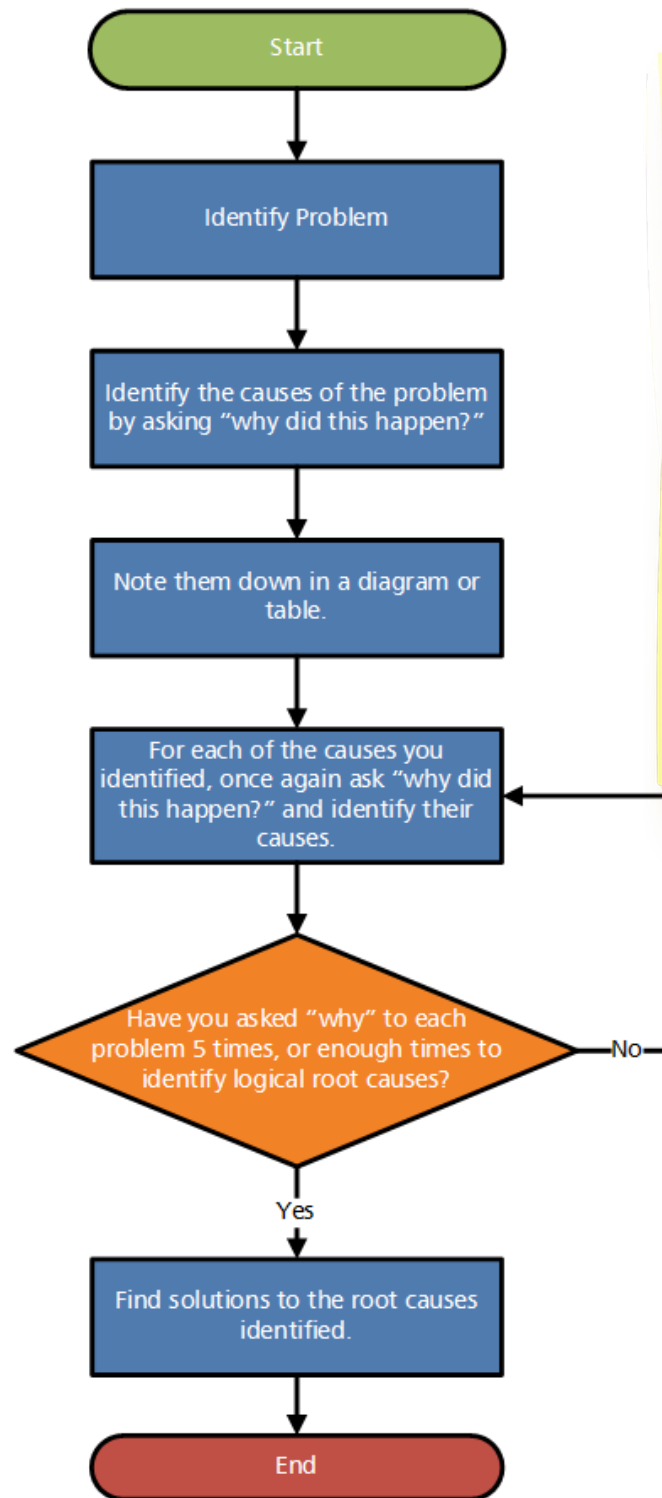 Start
Identify Problem
Identify the causes of the problem
by asking “why did this happen?”
Note them down in a diagram or
table.
For each of the causes you
identified, once again ask “why did
this happen?” and identify their
causes.
Have you asked “why” to each
problem 5 times, or enough times to
identify logical root causes?
No
Yes
Find solutions to the root causes
identified.
End